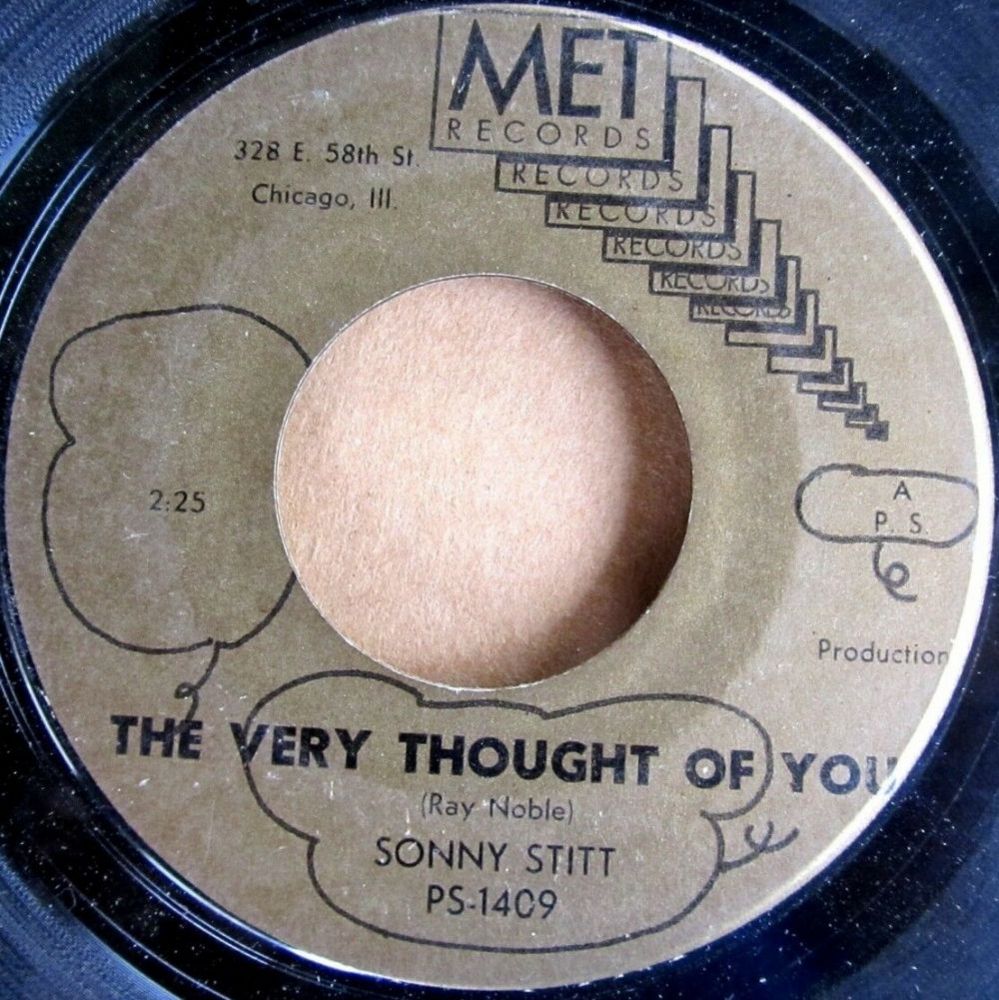 MET
RECORDS
RECORDS
RECORDS
RECORDS
RECORDS
RECORDS
328 E. 58th St.
Chicago, Ill.
2:25
A
P. S.
Production
THE VERY THOUGHT OF YOU
(Ray Noble)
SONNY STITT
PS-1409